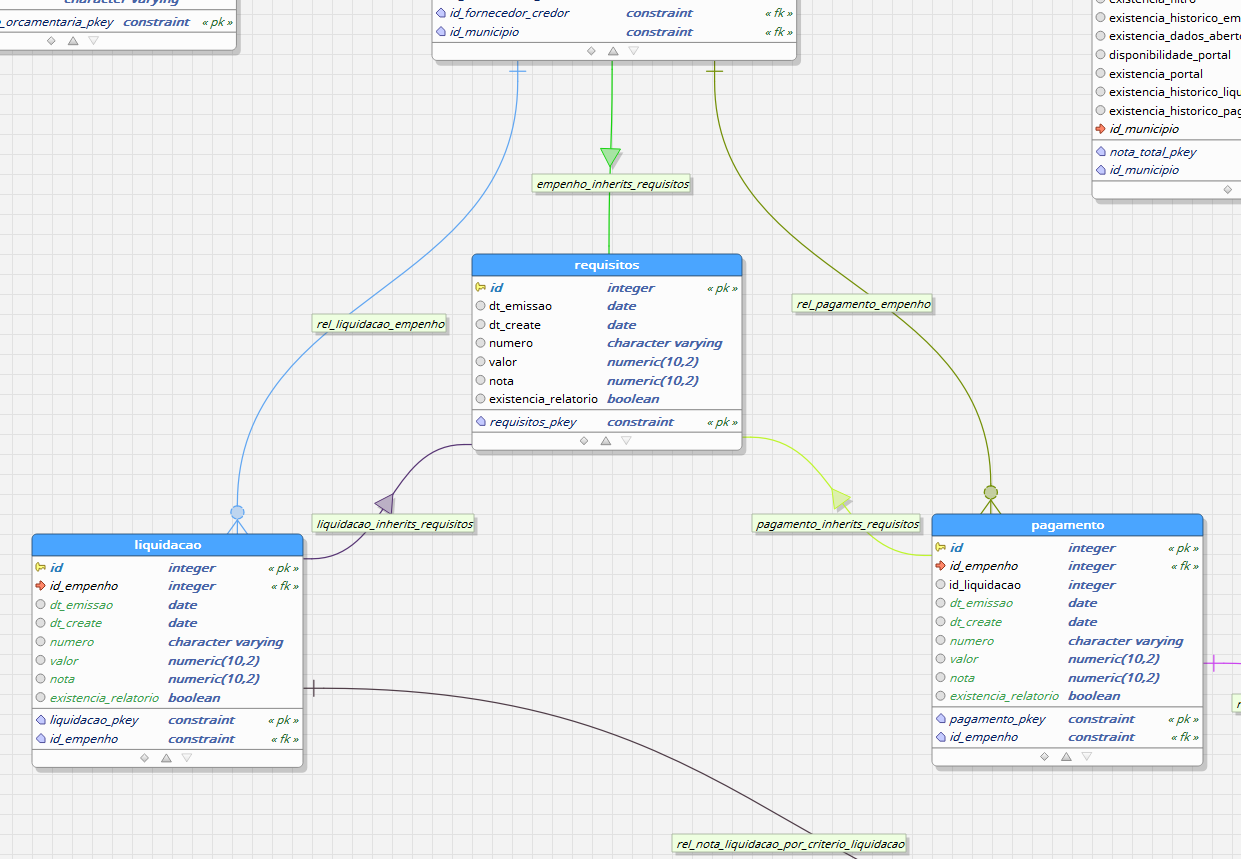 character varying
_orcamentaria_pkey constraint « pk »
id_fornecedor_credor constraint « fk »
id_municipio constraint « fk »
existencia_filtro
existencia_historico_em
existencia_dados_abert
disponibilidade_portal
existencia_portal
existencia_historico_liqu
existencia_historico_pag
id_municipio
nota_total_pkey
id_municipio
empenho_inherits_requisitos
requisitos
id integer « pk »
dt_emissao date
dt_create date
numero character varying
valor numeric(10,2)
nota numeric(10,2)
existencia_relatorio boolean
requisitos_pkey constraint « pk »
rel_liquidacao_empenho
rel_pagamento_empenho
liquidacao_inherits_requisitos
pagamento_inherits_requisitos
liquidacao
id integer « pk »
id_empenho integer « fk »
dt_emissao date
dt_create date
numero character varying
valor numeric(10,2)
nota numeric(10,2)
existencia_relatorio boolean
liquidacao_pkey constraint « pk »
id_empenho constraint « fk »
pagamento
id integer « pk »
id_empenho integer « fk »
id_liquidacao integer
dt_emissao date
dt_create date
numero character varying
valor numeric(10,2)
nota numeric(10,2)
existencia_relatorio boolean
pagamento_pkey constraint « pk »
id_empenho constraint « fk »
rel_nota_liquidacao_por_criterio_liquidacao